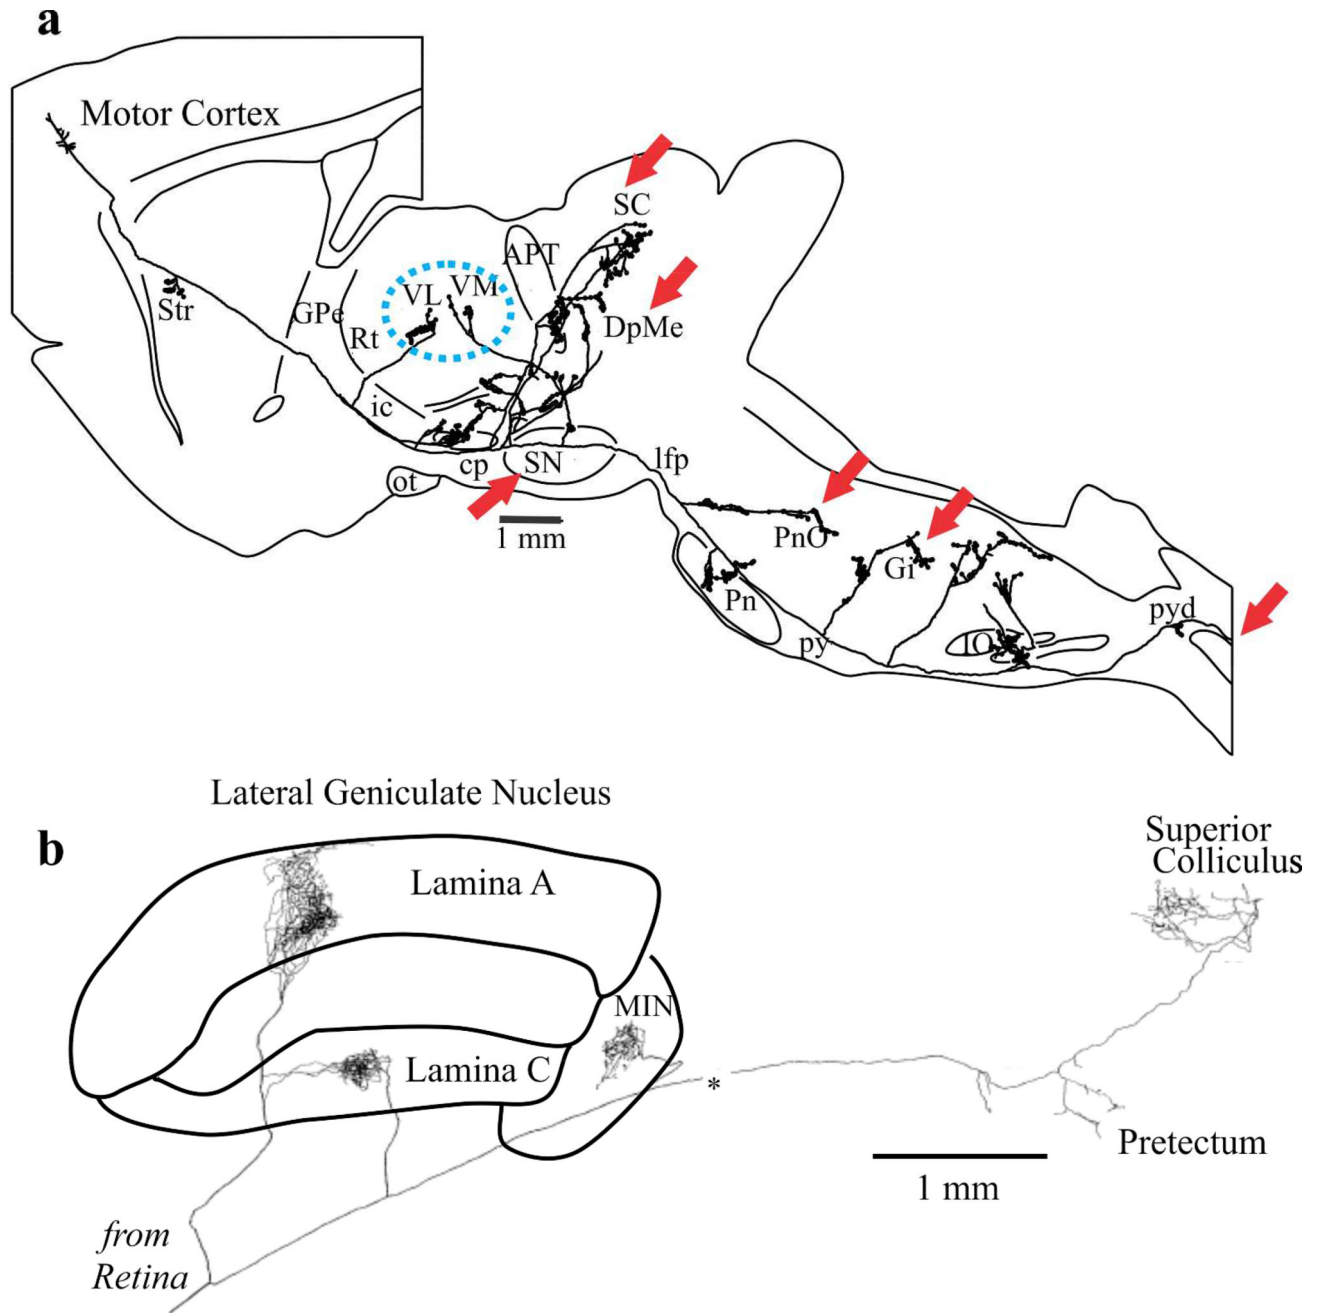 a
Motor Cortex
SC
APT
VL VM
Str
GPe
DpMe
Rt
ic
cp SN lfp
ot
1 mm
PnO
Gi
Pn
pyd
py
IO
Lateral Geniculate Nucleus
b
Superior
Colliculus
Lamina A
MIN
Lamina C
*
Pretectum
1 mm
from
Retina